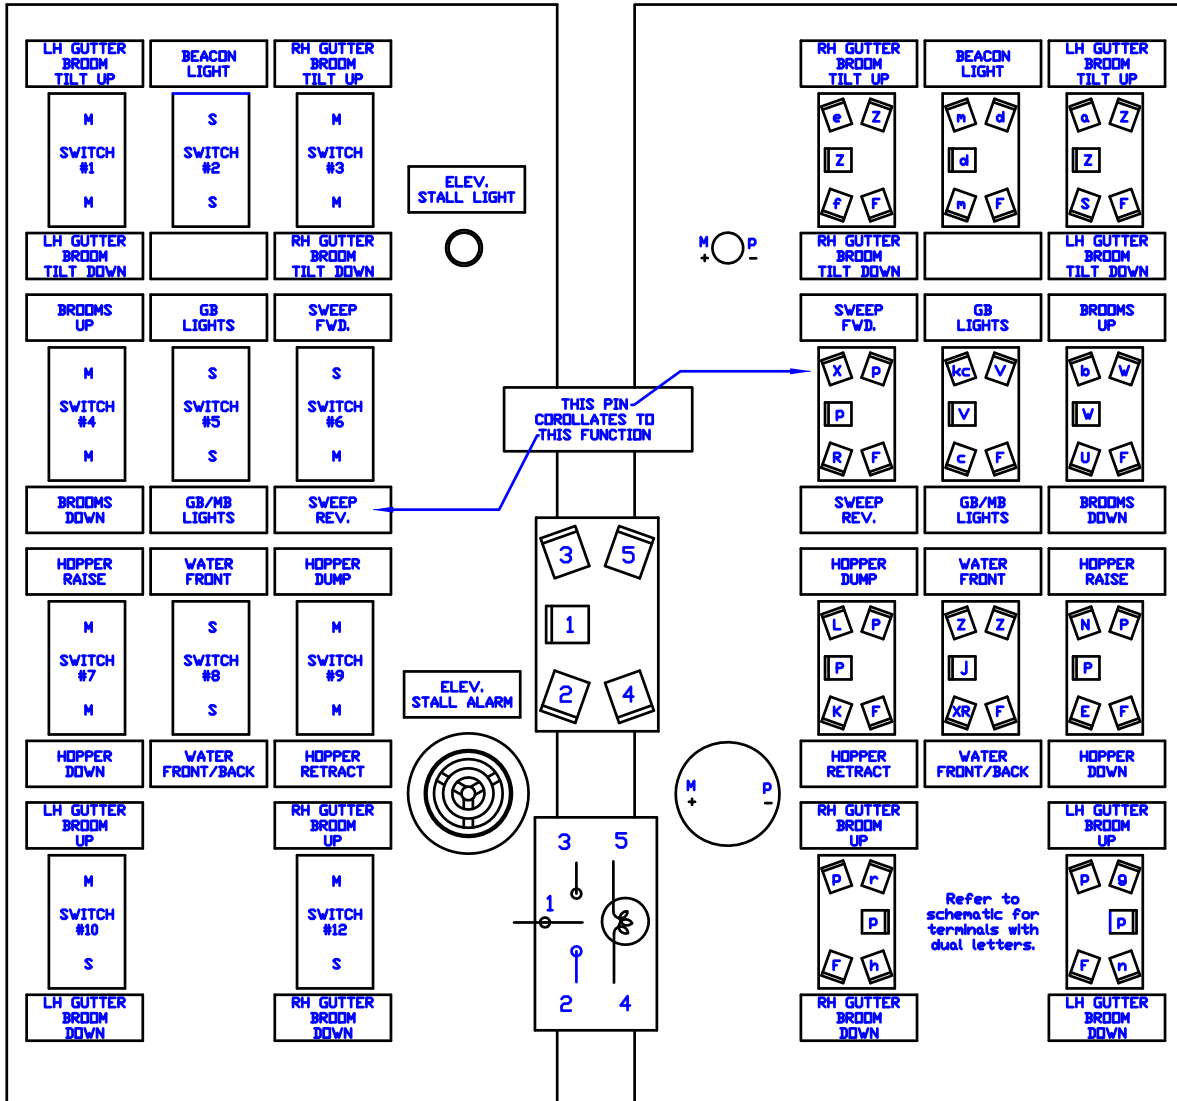 LH GUTTER
BROOM
TILT UP
BEACON
LIGHT
RH GUTTER
BROOM
TILT UP
M
SWITCH
#1
M
S
SWITCH
#2
S
M
SWITCH
#3
M
LH GUTTER
BROOM
TILT DOWN
RH GUTTER
BROOM
TILT DOWN
BROOMS
UP
GB
LIGHTS
SWEEP
FWD.
M
SWITCH
#4
M
S
SWITCH
#5
S
S
SWITCH
#6
M
BROOMS
DOWN
GB/MB
LIGHTS
SWEEP
REV.
HOPPER
RAISE
WATER
FRONT
HOPPER
DUMP
M
SWITCH
#7
M
S
SWITCH
#8
S
M
SWITCH
#9
M
HOPPER
DOWN
WATER
FRONT/BACK
HOPPER
RETRACT
LH GUTTER
BROOM
UP
RH GUTTER
BROOM
UP
M
SWITCH
#10
S
M
SWITCH
#12
S
LH GUTTER
BROOM
DOWN
RH GUTTER
BROOM
DOWN
ELEV.
STALL LIGHT
ELEV.
STALL ALARM
THIS PIN
COROLLATES TO
THIS FUNCTION
3 5
1
2 4
3 5
1
2 4
M p
+ -
M p
+ -
RH GUTTER
BROOM
TILT UP
BEACON
LIGHT
LH GUTTER
BROOM
TILT UP
e Z
Z
f F
m d
d
m F
a Z
Z
S F
RH GUTTER
BROOM
TILT DOWN
LH GUTTER
BROOM
TILT DOWN
SWEEP
FWD.
GB
LIGHTS
BROOMS
UP
X p
p
R F
kc V
V
c F
b W
W
U F
SWEEP
REV.
GB/MB
LIGHTS
BROOMS
DOWN
HOPPER
DUMP
WATER
FRONT
HOPPER
RAISE
L P
P
K F
Z Z
J
XR F
N P
P
E F
HOPPER
RETRACT
WATER
FRONT/BACK
HOPPER
DOWN
RH GUTTER
BROOM
UP
LH GUTTER
BROOM
UP
p r
p
F h
Refer to
schematic for
terminals with
dual letters.
p g
p
F n
RH GUTTER
BROOM
DOWN
LH GUTTER
BROOM
DOWN